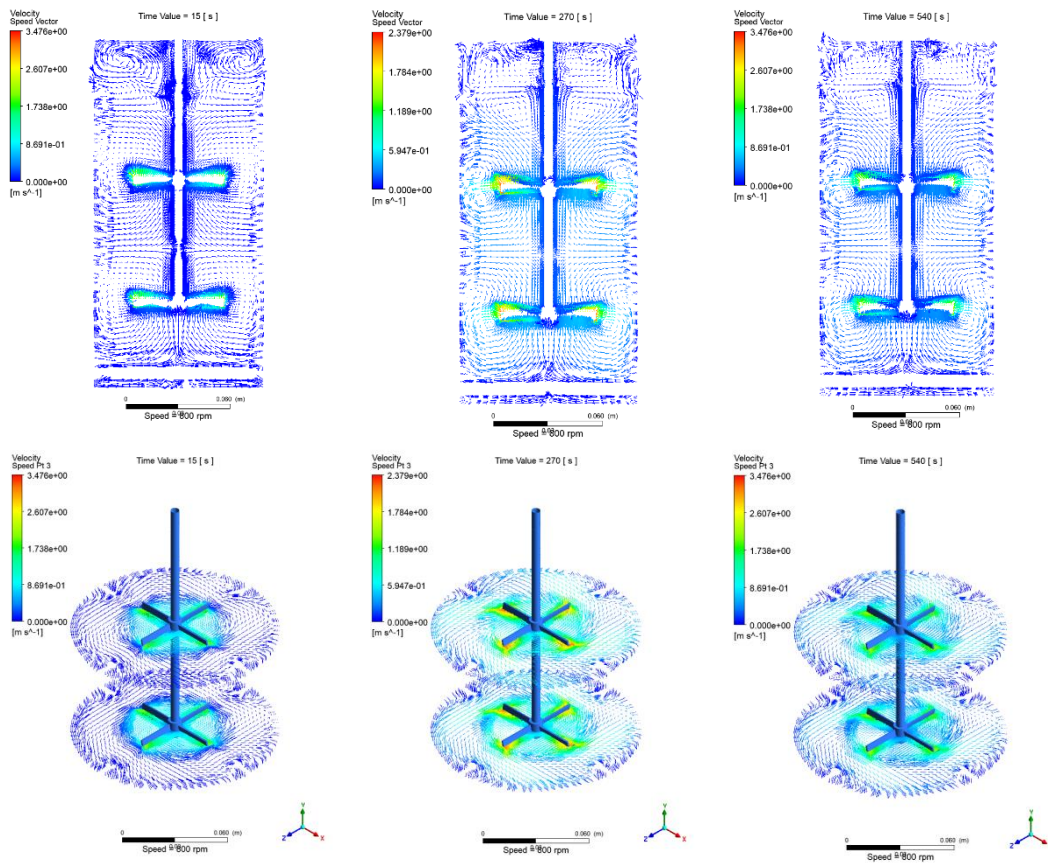 Velocity
Speed Vector
Time Value = 15 [ s ]
3.476e+00
2.607e+00
1.738e+00
8.691e-01
0.000e+00
[m s^-1]
0
0.060 (m)
Speed = 800 rpm
Velocity
Speed Vector
Time Value = 270 [ s ]
2.379e+00
1.784e+00
1.189e+00
5.947e-01
0.000e+00
[m s^-1]
0
0.060 (m)
Speed = 800 rpm
Velocity
Speed Vector
Time Value = 540 [ s ]
3.476e+00
2.607e+00
1.738e+00
8.691e-01
0.000e+00
[m s^-1]
0
0.060 (m)
Speed = 800 rpm
Velocity
Speed Pt 3
Time Value = 15 [ s ]
3.476e+00
2.607e+00
1.738e+00
8.691e-01
0.000e+00
[m s^-1]
0
0.060 (m)
Speed = 800 rpm
Y
Z
X
Velocity
Speed Pt 3
Time Value = 270 [ s ]
2.379e+00
1.784e+00
1.189e+00
5.947e-01
0.000e+00
[m s^-1]
0
0.060 (m)
Speed = 800 rpm
Y
Z
X
Velocity
Speed Pt 3
Time Value = 540 [ s ]
3.476e+00
2.607e+00
1.738e+00
8.691e-01
0.000e+00
[m s^-1]
0
0.060 (m)
Speed = 800 rpm
Y
Z